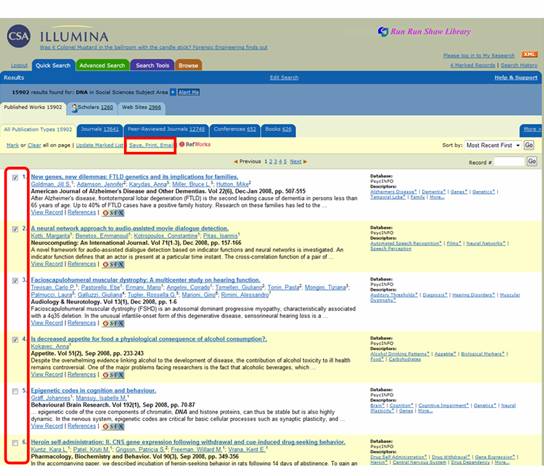 CSA ILLUMINA
Run Run Shaw Library
Was it Colonel Mustard in the ballroom with the candle stick? Forensic Engineering finds out
Please log in to My Research XML
Logout Quick Search Advanced Search Search Tools Browse
4 Marked Records | Search History
Results Edit Search Help & Support
15902 results found for: DNA in Social Sciences Subject Area + Alert Me
Published Works 15902 Scholars 1260 Web Sites 2966
All Publication Types 15902 Journals 13641 Peer-Reviewed Journals 12748 Conferences 652 Books 626 More »
Mark or Clear all on page | Update Marked List | Save, Print, Email RefWorks
Sort by: Most Recent First Go
◄ Previous 1 2 3 4 5 Next ► Record # Go
1. New genes, new dilemmas: FTLD genetics and its implications for families.
Goldman, Jill S.; Adamson, Jennifer; Karydas, Anna; Miller, Bruce L.; Hutton, Mike
American Journal of Alzheimer's Disease and Other Dementias. Vol 22(6), Dec-Jan 2008, pp. 507-515
After Alzheimer's disease, frontotemporal lobar degeneration (FTLD) is the second leading cause of dementia in persons less than
65 years of age. Up to 40% of FTLD cases have a positive family history. Research on these families has led to the ...
View Record | References | S·F·X
Database:
PsycINFO
Descriptors:
Alzheimer's Disease | Dementia | Genes | Genetics |
Temporal Lobe | Family | More...
2. A neural network approach to audio-assisted movie dialogue detection.
Kotti, Margarita; Benetos, Emmanouil; Kotropoulos, Constantine; Pitas, Ioannis
Neurocomputing: An International Journal. Vol 71(1-3), Dec 2008, pp. 157-166
A novel framework for audio-assisted dialogue detection based on indicator functions and neural networks is investigated. An
indicator function defines that an actor is present at a particular time instant. The cross-correlation function of a pair of ...
View Record | References | S·F·X
Database:
PsycINFO
Descriptors:
Automated Speech Recognition | Films | Neural Networks |
Speech Perception
3. Facioscapulohumeral muscular dystrophy: A multicenter study on hearing function.
Trevisan, Carlo P.; Pastorello, Ebe; Ermani, Mario; Angelini, Corrado; Tomelleri, Giuliano; Tonin, Paola; Mongini, Tiziana;
Palmucci, Laura; Galluzzi, Giuliana; Tupler, Rossella G.; Marioni, Gino; Rimini, Alessandro
Audiology & Neurotology. Vol 13(1), Dec 2008, pp. 1-6
Facioscapulohumeral muscular dystrophy (FSHD) is an autosomal dominant progressive myopathy, characteristically associated
with a 4q35 deletion. In the unusual infantile-onset form of this degenerative disease, sensorineural hearing loss is a ...
View Record | References | S·F·X
Database:
PsycINFO
Descriptors:
Auditory Thresholds | Diagnosis | Hearing Disorders | Muscular
Dystrophy
4. Is decreased appetite for food a physiological consequence of alcohol consumption?.
Kokavec, Anna
Appetite. Vol 51(2), Sep 2008, pp. 233-243
Despite the overwhelming evidence linking alcohol to the development of disease, the contribution of alcohol toxicity to ill health
remains controversial. One of the major problems facing researchers is the fact that alcoholic beverages, which ...
View Record | References | S·F·X
Database:
PsycINFO
Descriptors:
Alcohol Drinking Patterns | Appetite | Biological Markers |
Food | Carbohydrates
5. Epigenetic codes in cognition and behaviour.
Gräff, Johannes; Mansuy, Isabelle M.
Behavioural Brain Research. Vol 192(1), Sep 2008, pp. 70-87
... epigenetic code of the core components of chromatin, DNA and histone proteins, can thus be stable but is also highly
dynamic. In the nervous system, epigenetic codes are critical for basic cellular processes such as synaptic plasticity, and ...
View Record | References | S·F·X
Database:
PsycINFO
Descriptors:
Brain | Cognition | Cognitive Impairment | Genetics | Neural
Plasticity | Genes | More...
6. Heroin self-administration: II. CNS gene expression following withdrawal and cue-induced drug-seeking behavior.
Kuntz, Kara L.; Patel, Kruti M.; Grigson, Patricia S.; Freeman, Willard M.; Vrana, Kent E.
Pharmacology, Biochemistry and Behavior. Vol 90(3), Sep 2008, pp. 349-356
In the accompanying paper, we described incubation of heroin-seeking behavior in rats following 14 days of abstinence. To gain an
Database:
PsycINFO
Descriptors:
Drug Self Administration | Drug Withdrawal | Gene Expression |
Heroin | Central Nervous System | Drug Dependency | More...